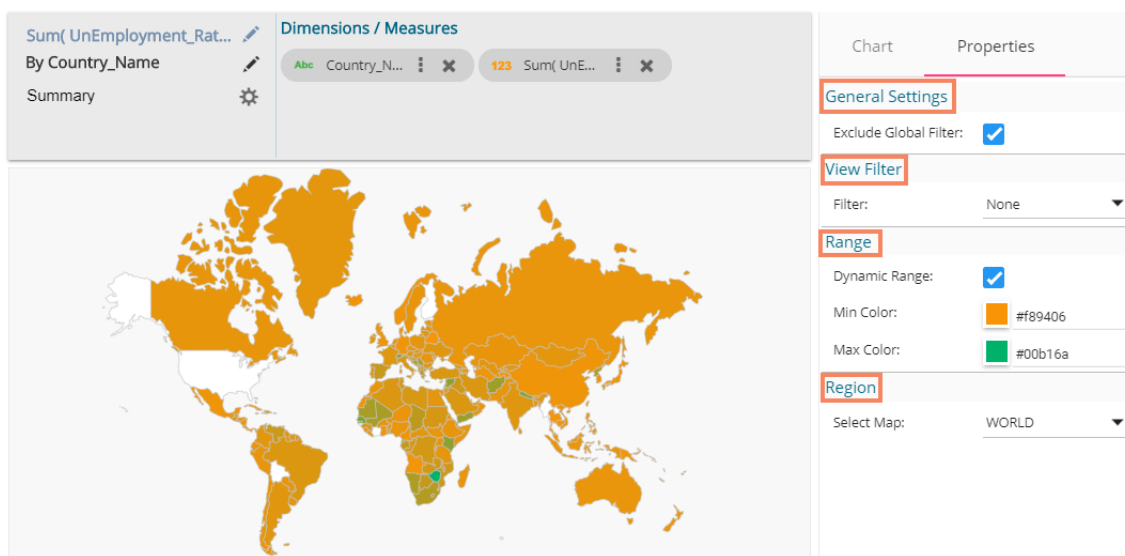 Sum( UnEmployment_Rat...
By Country_Name
Summary
Dimensions / Measures
Abc Country_N...
123 Sum( UnE...
Chart Properties
General Settings
Exclude Global Filter:
View Filter
Filter: None
Range
Dynamic Range:
Min Color: #f89406
Max Color: #00b16a
Region
Select Map: WORLD